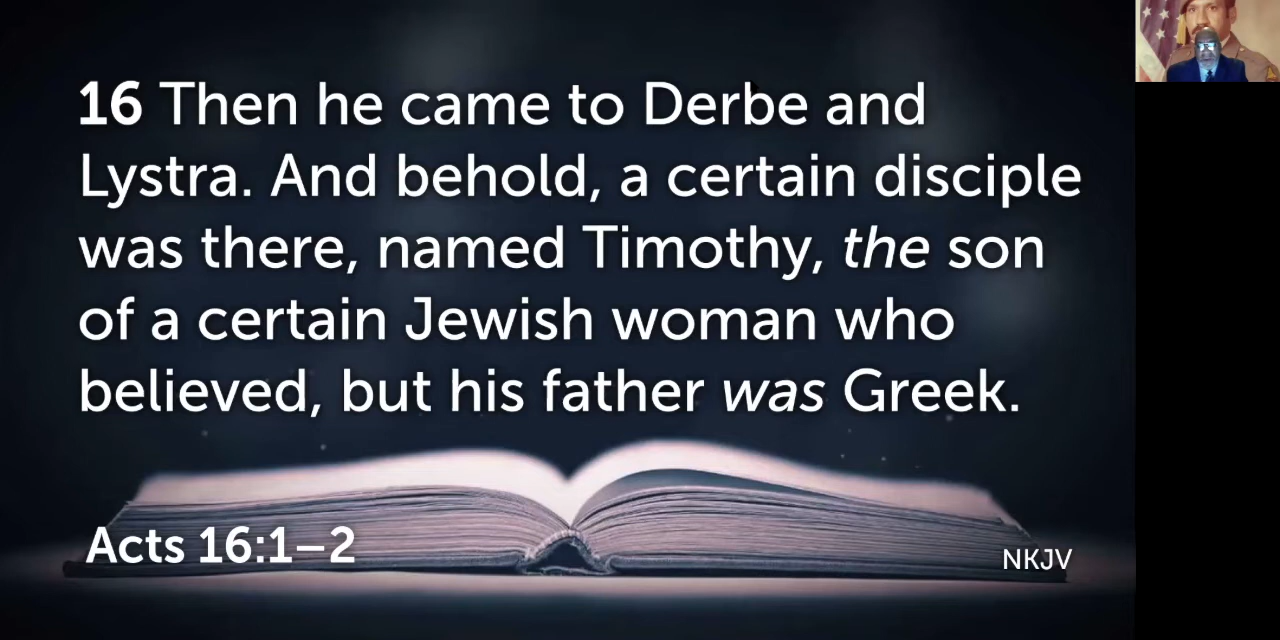 16 Then he came to Derbe and
Lystra. And behold, a certain disciple
was there, named Timothy, the son
of a certain Jewish woman who
believed, but his father was Greek.
Acts 16:1–2
NKJV